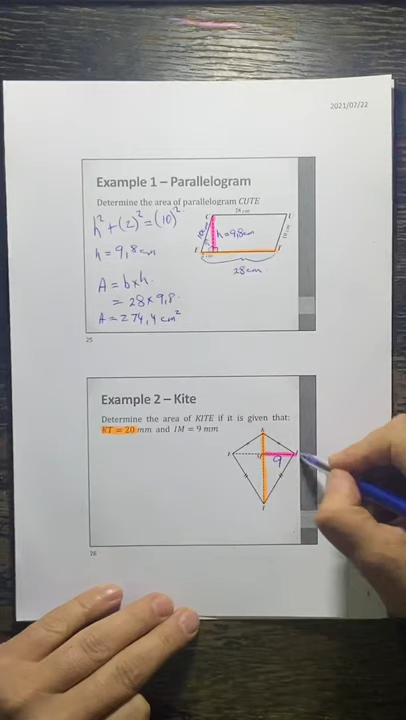 2021/07/22
Example 1 – Parallelogram
Determine the area of parallelogram CUTE
h² + (2)² = (10)²
h = 9,8cm
28 cm
h=9,8cm
28cm
A = b×h
= 28×9,8.
A = 274,4 cm²
25
Example 2 – Kite
Determine the area of KITE if it is given that:
KT = 20 mm and IM = 9 mm
K
9
26